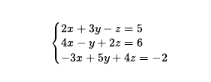 2x + 3y − z = 5
4x − y + 2z = 6
−3x + 5y + 4z = −2